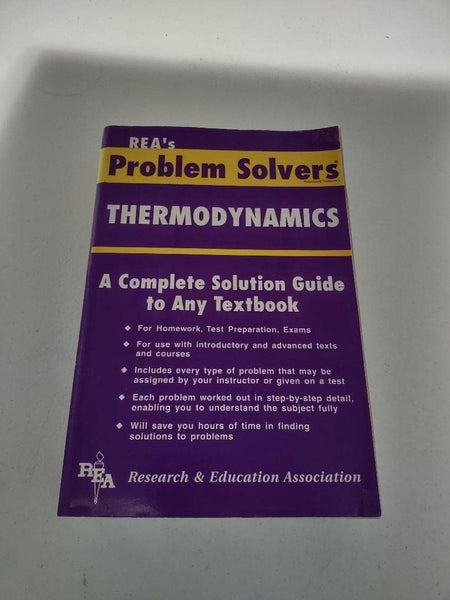 REA's
Problem Solvers®
THERMODYNAMICS
A Complete Solution Guide
to Any Textbook
◆ For Homework, Test Preparation, Exams
◆ For use with introductory and advanced texts
and courses
◆ Includes every type of problem that may be
assigned by your instructor or given on a test
◆ Each problem worked out in step-by-step detail,
enabling you to understand the subject fully
◆ Will save you hours of time in finding
solutions to problems
REA Research & Education Association